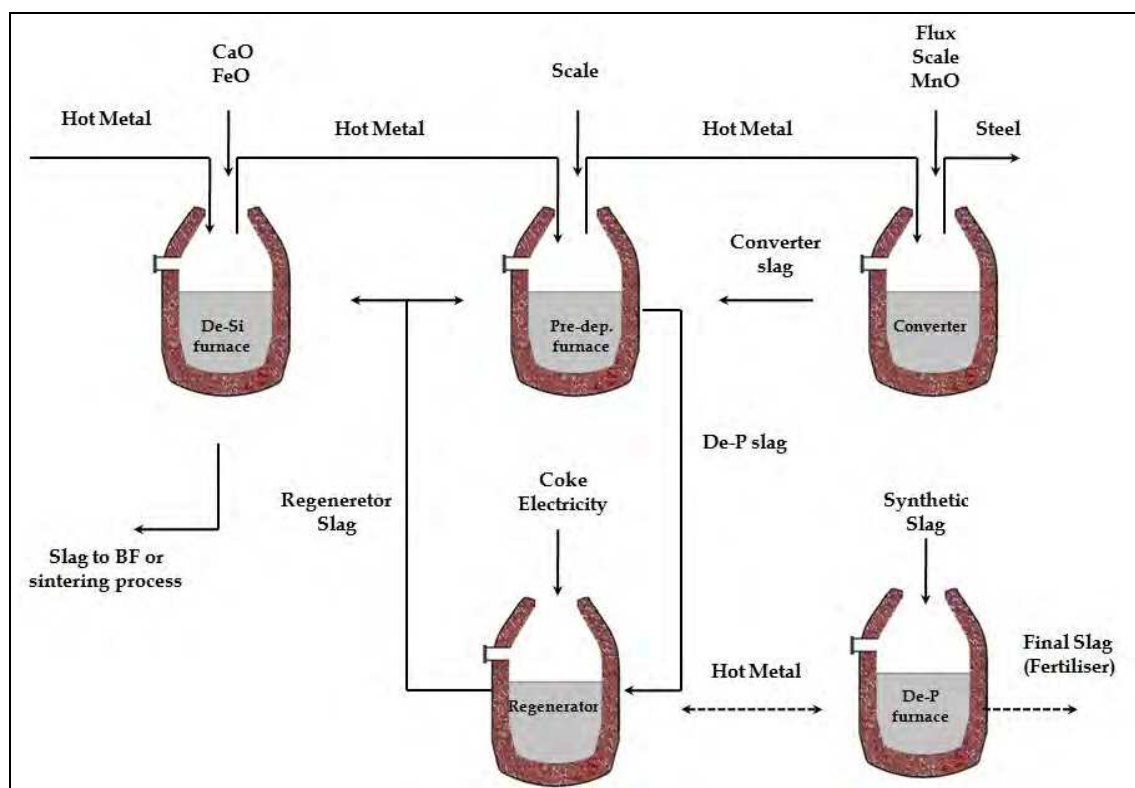 CaO
FeO
Scale
Flux
Scale
MnO
Hot Metal
Hot Metal
Hot Metal
Steel
Converter
slag
De-Si
furnace
Pre-dep.
furnace
Converter
De-P slag
Regeneretor
Slag
Coke
Electricity
Synthetic
Slag
Slag to BF or
sintering process
Hot Metal
Final Slag
(Fertiliser)
Regenerator
De-P
furnace